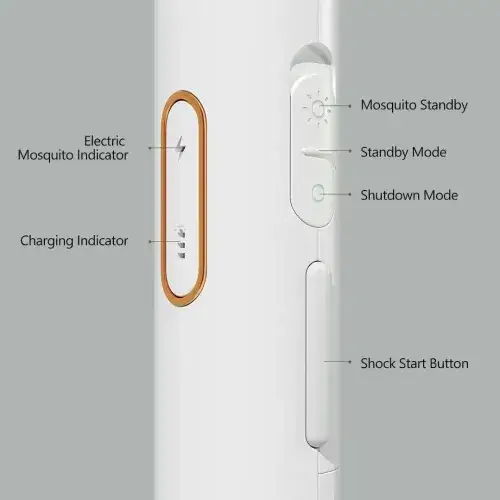 Electric
Mosquito Indicator
Charging Indicator
Mosquito Standby
Standby Mode
Shutdown Mode
Shock Start Button